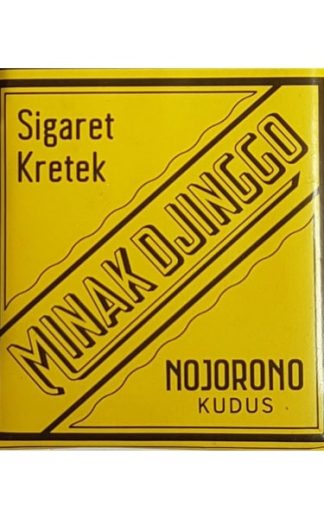 Sigaret
Kretek
MINAK DJINGGO
NOJORONO
KUDUS